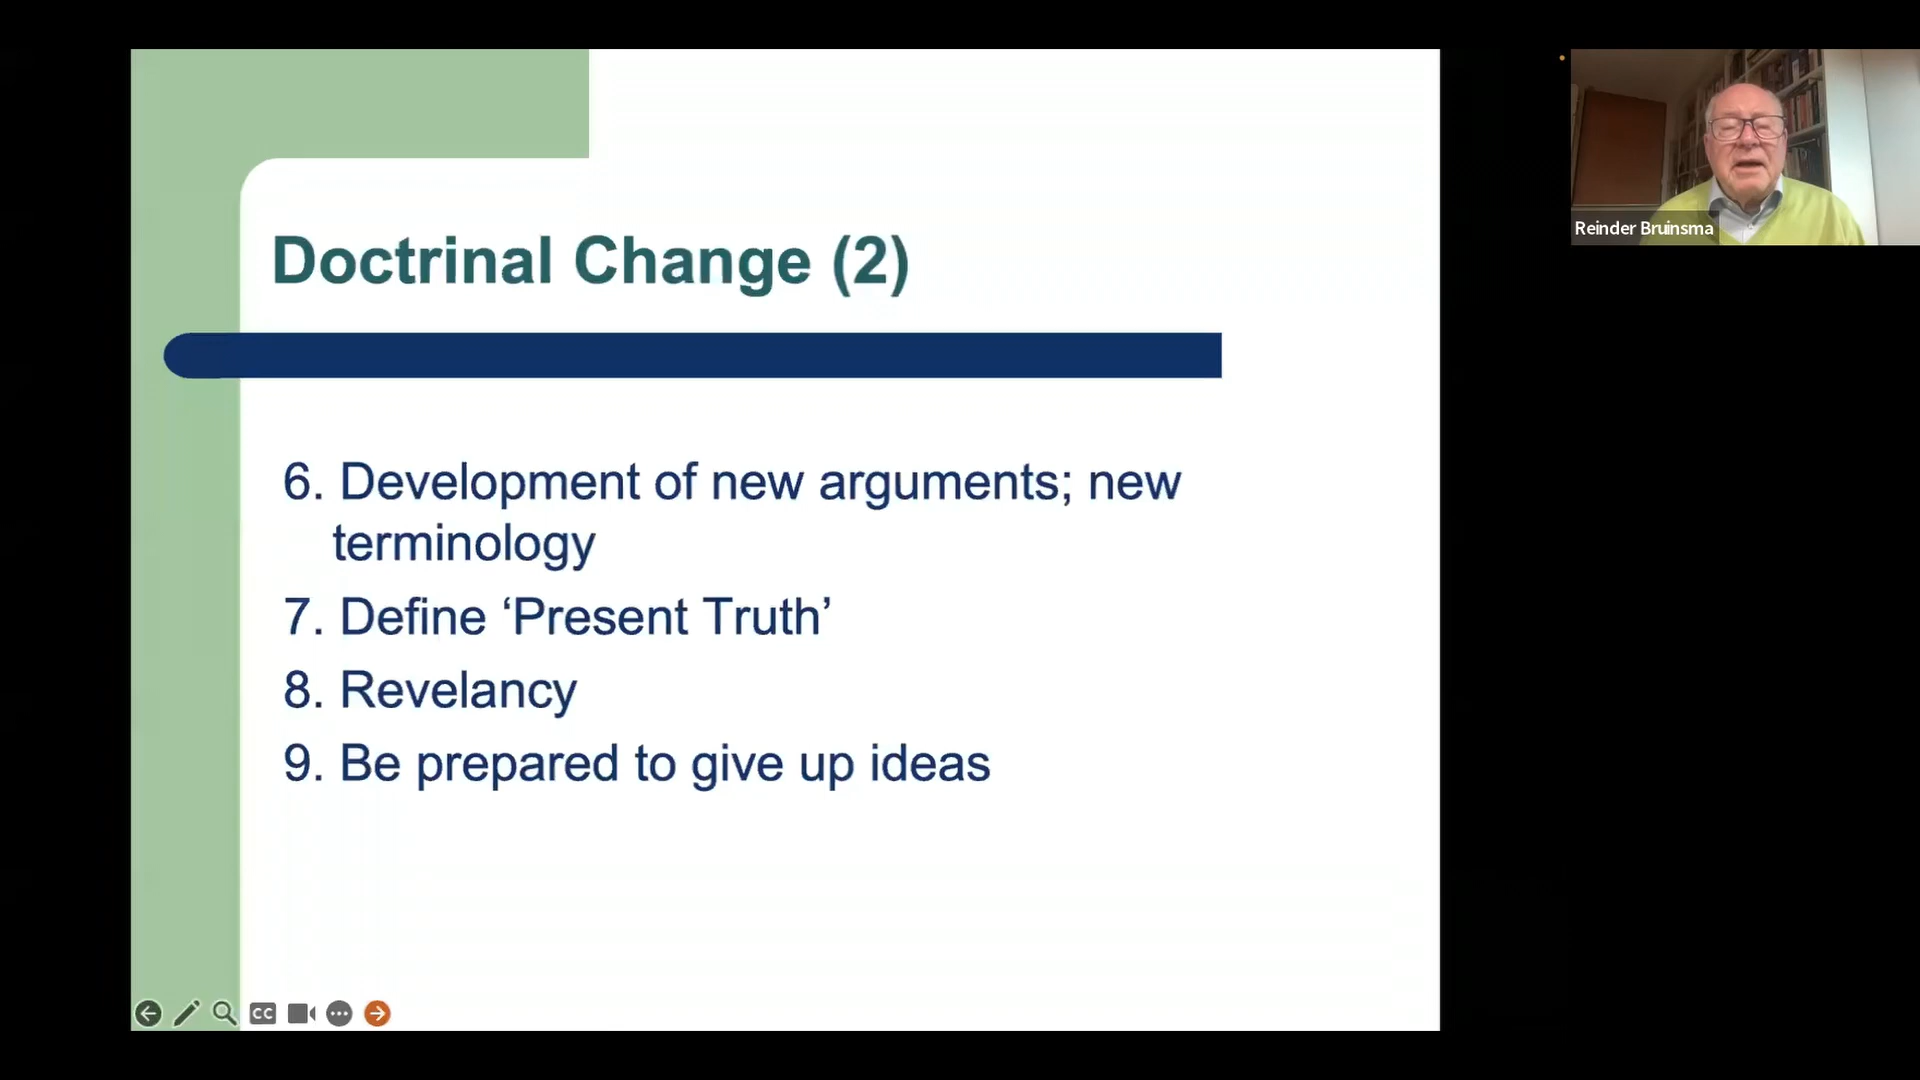 Doctrinal Change (2)
6. Development of new arguments; new
terminology
7. Define ‘Present Truth’
8. Revelancy
9. Be prepared to give up ideas
CC
Reinder Bruinsma